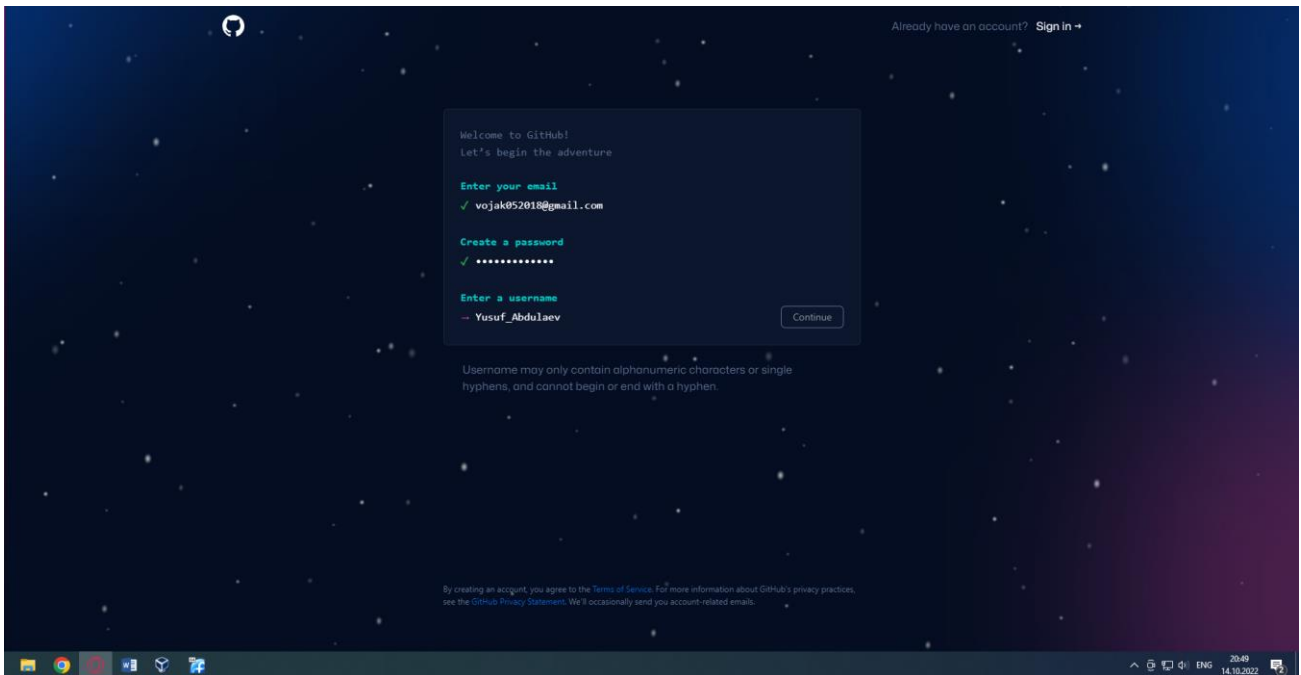 Already have an account? Sign in →
Welcome to GitHub!
Let's begin the adventure
Enter your email
✓ vojak052018@gmail.com
Create a password
✓ •••••••••••••
Enter a username
→ Yusuf_Abdulaev
Continue
Username may only contain alphanumeric characters or single
hyphens, and cannot begin or end with a hyphen.
By creating an account, you agree to the Terms of Service. For more information about GitHub's privacy practices,
see the GitHub Privacy Statement. We'll occasionally send you account-related emails.
ENG
20:49
14.10.2022
2